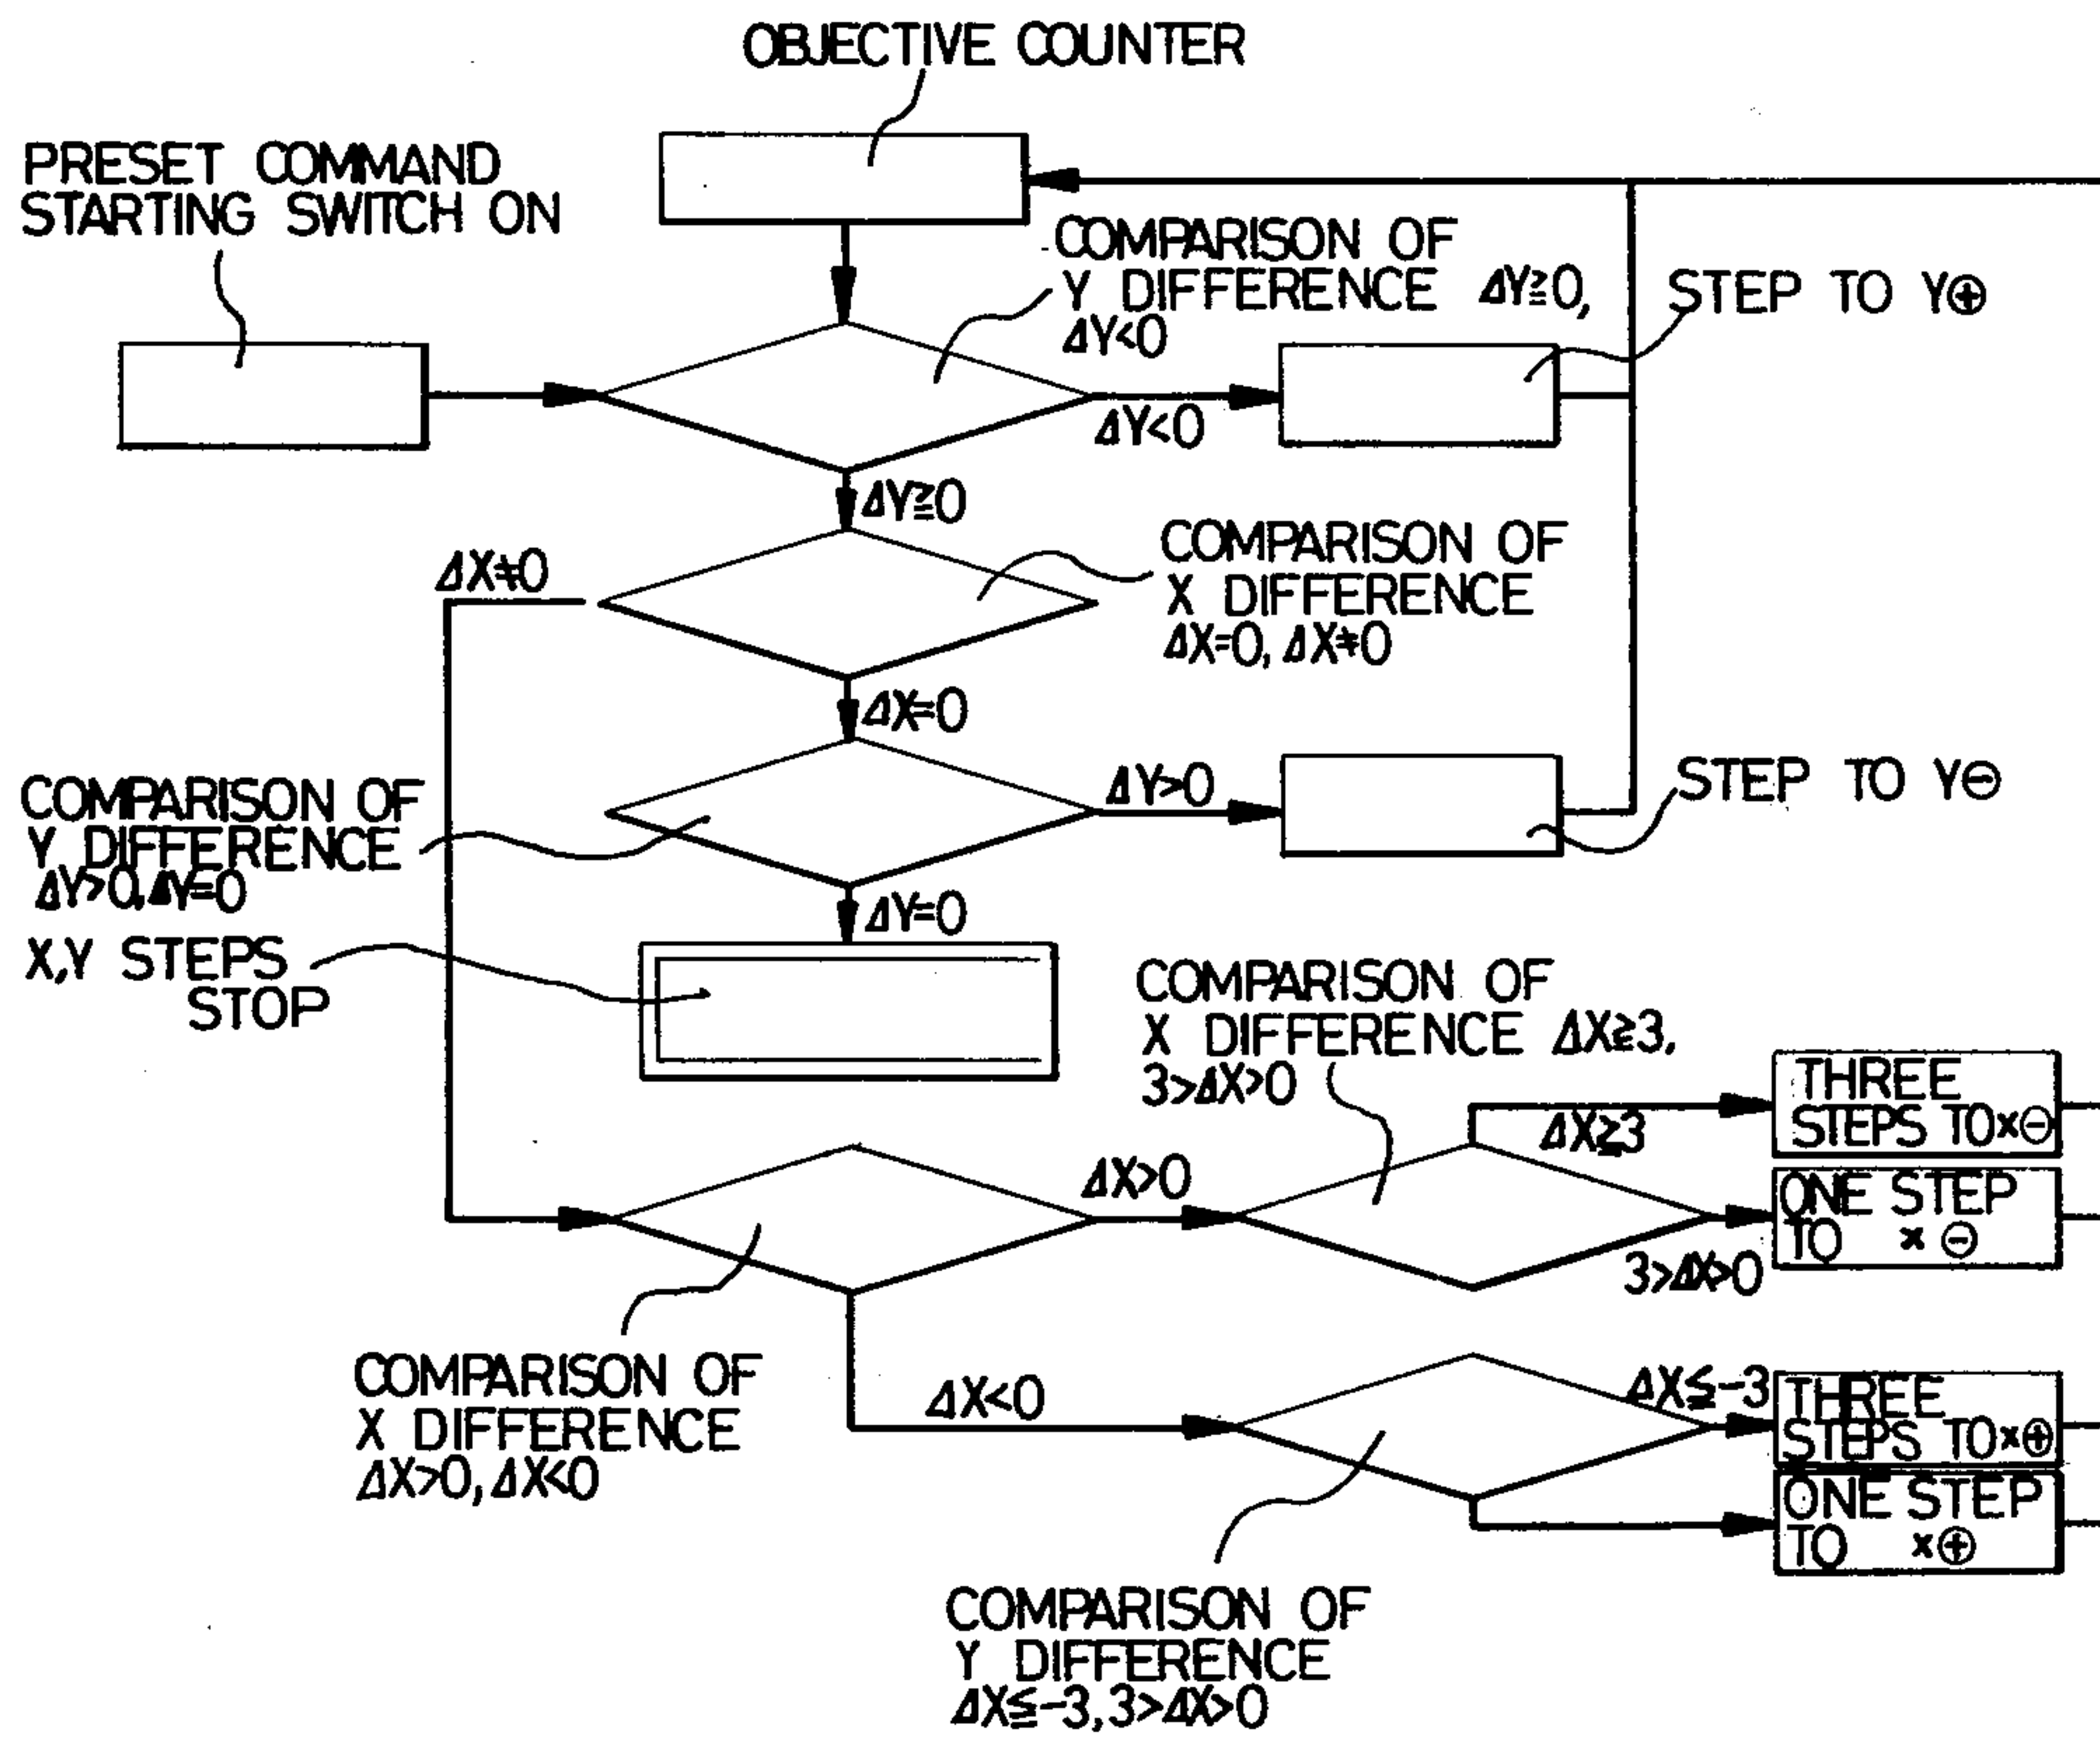 OBJECTIVE COUNTER
PRESET COMMAND
STARTING SWITCH ON
COMPARISON OF
Y DIFFERENCE ΔY≧0,
ΔY<0
STEP TO Y⊕
ΔY<0
ΔY≧0
ΔX≠0
COMPARISON OF
X DIFFERENCE
ΔX=0, ΔX≠0
ΔX=0
COMPARISON OF
Y DIFFERENCE
ΔY>0,ΔY=0
ΔY>0
STEP TO Y⊖
ΔY=0
X,Y STEPS
STOP
COMPARISON OF
X DIFFERENCE ΔX≧3,
3>ΔX>0
ΔX≧3
THREE
STEPS TO x⊖
ΔX>0
ONE STEP
TO x ⊖
3>ΔX>0
COMPARISON OF
X DIFFERENCE
ΔX>0, ΔX<0
ΔX<0
ΔX≦-3
THREE
STEPS TO x⊕
ONE STEP
TO x⊕
COMPARISON OF
Y DIFFERENCE
ΔX≦-3, 3>ΔX>0